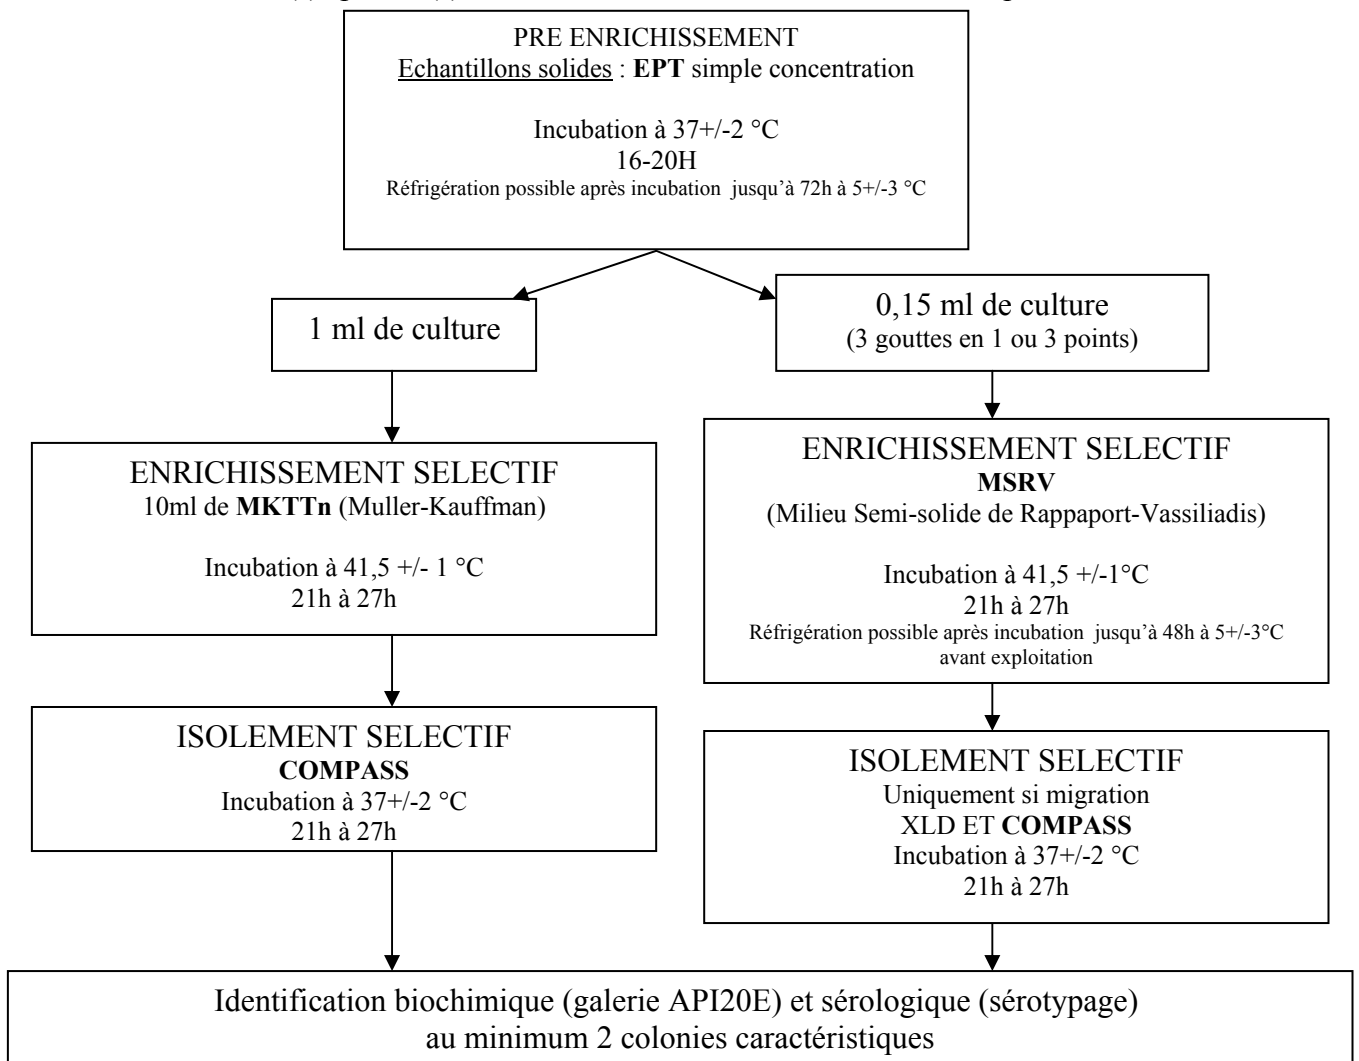 PRE ENRICHISSEMENT
Echantillons solides : EPT simple concentration
Incubation à 37+/-2 °C
16-20H
Réfrigération possible après incubation jusqu’à 72h à 5+/-3 °C
1 ml de culture
0,15 ml de culture
(3 gouttes en 1 ou 3 points)
ENRICHISSEMENT SELECTIF
10ml de MKTTn (Muller-Kauffman)
Incubation à 41,5 +/- 1 °C
21h à 27h
ENRICHISSEMENT SELECTIF
MSRV
(Milieu Semi-solide de Rappaport-Vassiliadis)
Incubation à 41,5 +/-1°C
21h à 27h
Réfrigération possible après incubation jusqu’à 48h à 5+/-3°C
avant exploitation
ISOLEMENT SELECTIF
COMPASS
Incubation à 37+/-2 °C
21h à 27h
ISOLEMENT SELECTIF
Uniquement si migration
XLD ET COMPASS
Incubation à 37+/-2 °C
21h à 27h
Identification biochimique (galerie API20E) et sérologique (sérotypage)
au minimum 2 colonies caractéristiques